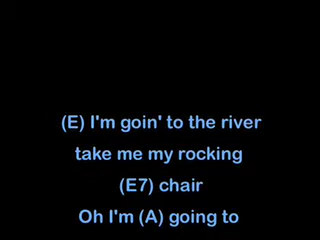 (E) I'm goin' to the river
take me my rocking
(E7) chair
Oh I'm (A) going to